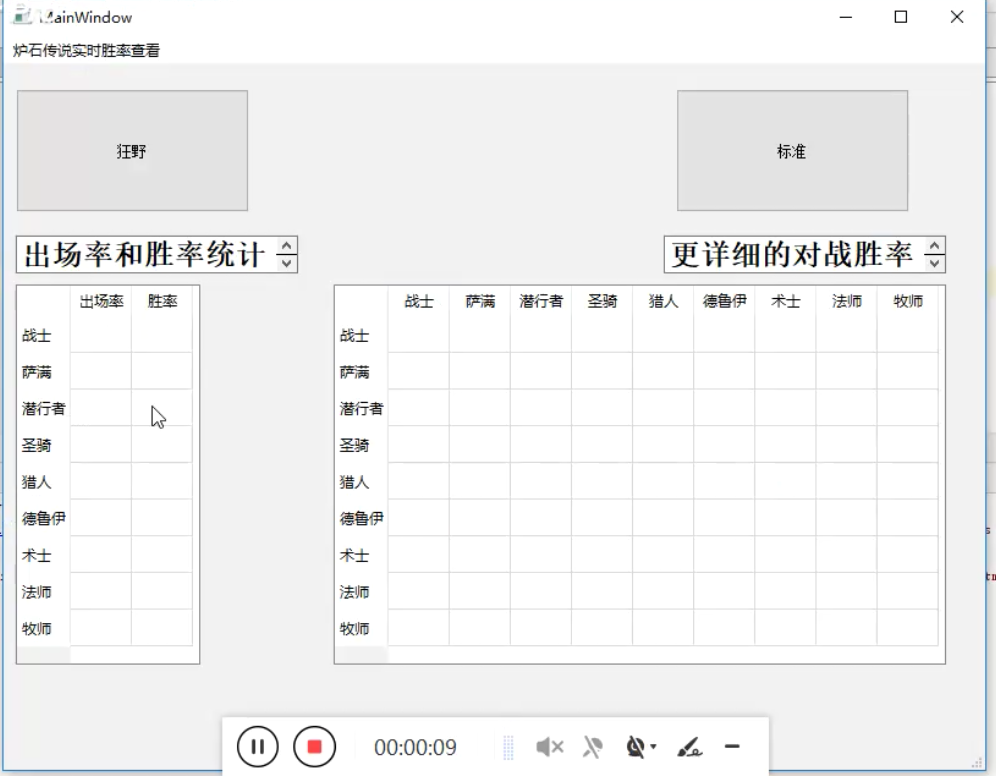 MainWindow
炉石传说实时胜率查看
狂野
标准
出场率和胜率统计
更详细的对战胜率
出场率 胜率
战士
萨满
潜行者
圣骑
猎人
德鲁伊
术士
法师
牧师
战士 萨满 潜行者 圣骑 猎人 德鲁伊 术士 法师 牧师
战士
萨满
潜行者
圣骑
猎人
德鲁伊
术士
法师
牧师
00:00:09